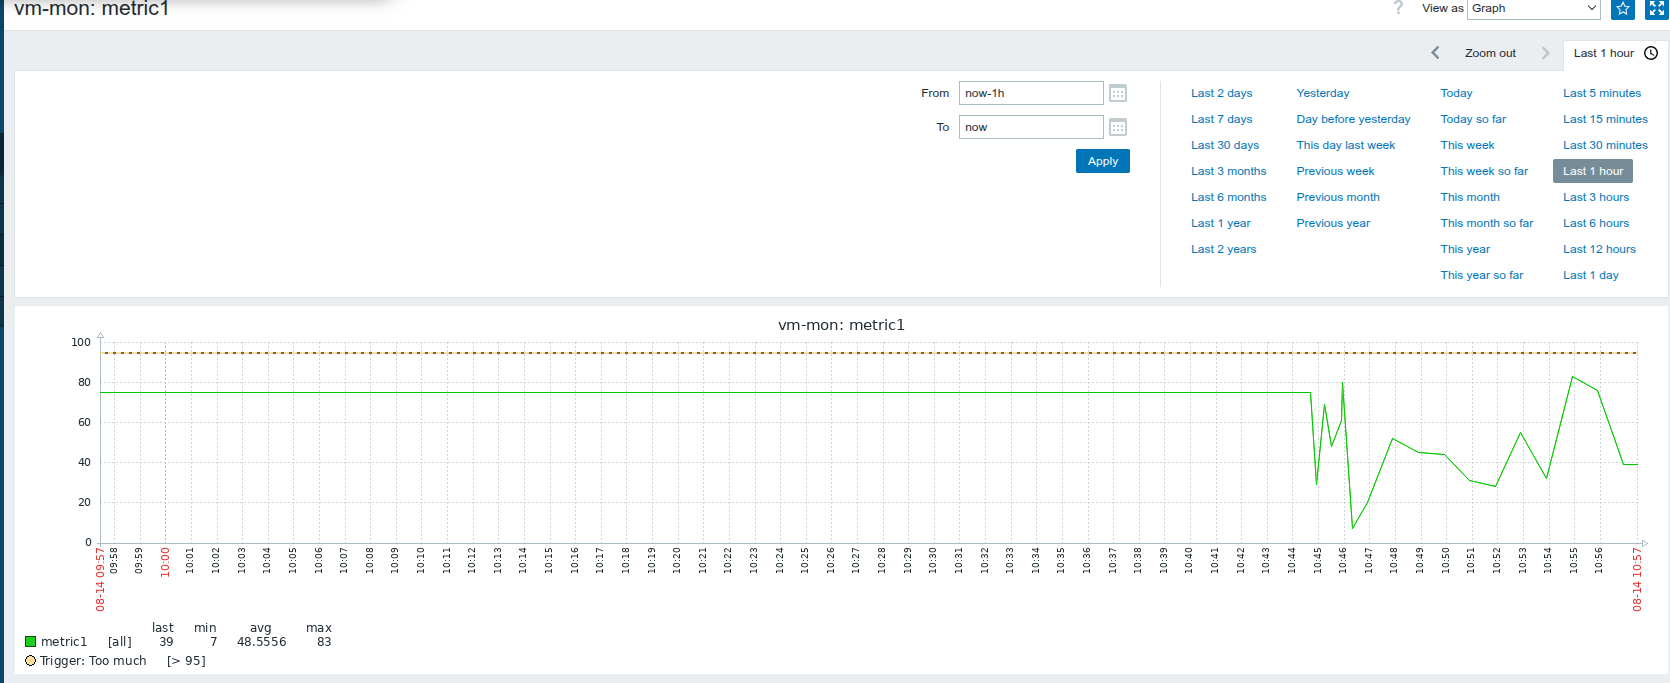 vm-mon: metric1
? View as Graph
Zoom out Last 1 hour
From now-1h
To now
Apply
Last 2 days Yesterday Today Last 5 minutes
Last 7 days Day before yesterday Today so far Last 15 minutes
Last 30 days This day last week This week Last 30 minutes
Last 3 months Previous week This week so far Last 1 hour
Last 6 months Previous month This month Last 3 hours
Last 1 year Previous year This month so far Last 6 hours
Last 2 years This year Last 12 hours
This year so far Last 1 day
vm-mon: metric1
100
80
60
40
20
0
08-14 09:57 09:58 09:59 10:00 10:01 10:02 10:03 10:04 10:05 10:06 10:07 10:08 10:09 10:10 10:11 10:12 10:13 10:14 10:15 10:16 10:17 10:18 10:19 10:20 10:21 10:22 10:23 10:24 10:25 10:26 10:27 10:28 10:29 10:30 10:31 10:32 10:33 10:34 10:35 10:36 10:37 10:38 10:39 10:40 10:41 10:42 10:43 10:44 10:45 10:46 10:47 10:48 10:49 10:50 10:51 10:52 10:53 10:54 10:55 10:56 08-14 10:57
last min avg max
metric1 [all] 39 7 48.5556 83
Trigger: Too much [> 95]